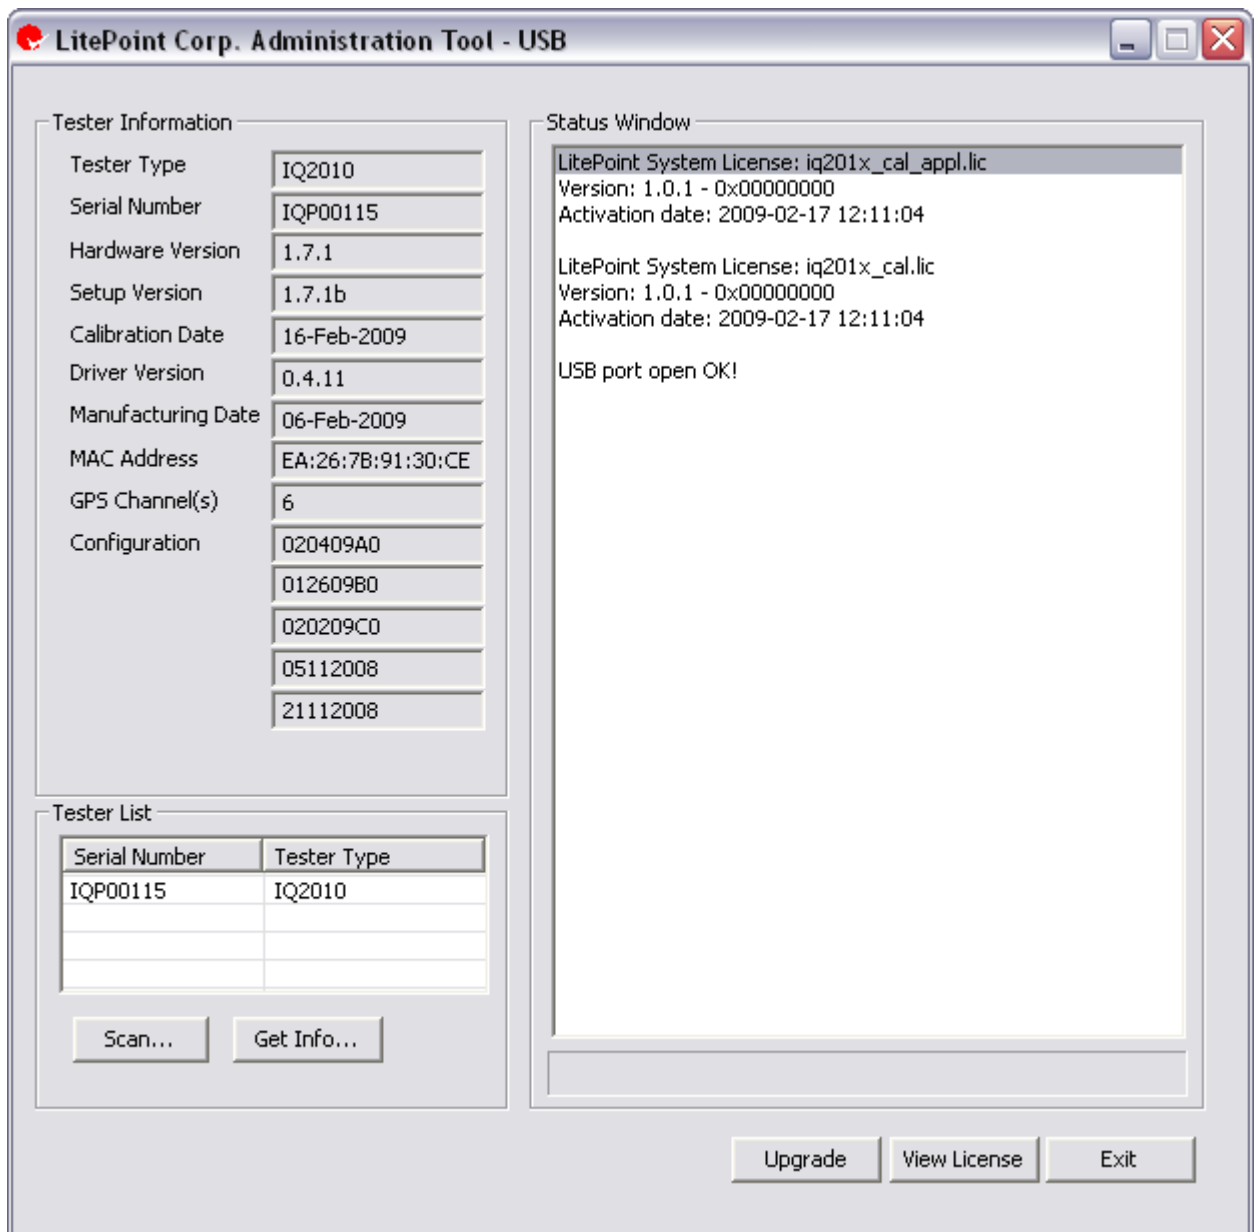 LitePoint Corp. Administration Tool - USB
Tester Information
Tester Type IQ2010
Serial Number IQP00115
Hardware Version 1.7.1
Setup Version 1.7.1b
Calibration Date 16-Feb-2009
Driver Version 0.4.11
Manufacturing Date 06-Feb-2009
MAC Address EA:26:7B:91:30:CE
GPS Channel(s) 6
Configuration 020409A0
012609B0
020209C0
05112008
21112008
Tester List
Serial Number Tester Type
IQP00115 IQ2010
Scan...
Get Info...
Status Window
LitePoint System License: iq201x_cal_appl.lic
Version: 1.0.1 - 0x00000000
Activation date: 2009-02-17 12:11:04
LitePoint System License: iq201x_cal.lic
Version: 1.0.1 - 0x00000000
Activation date: 2009-02-17 12:11:04
USB port open OK!
Upgrade
View License
Exit